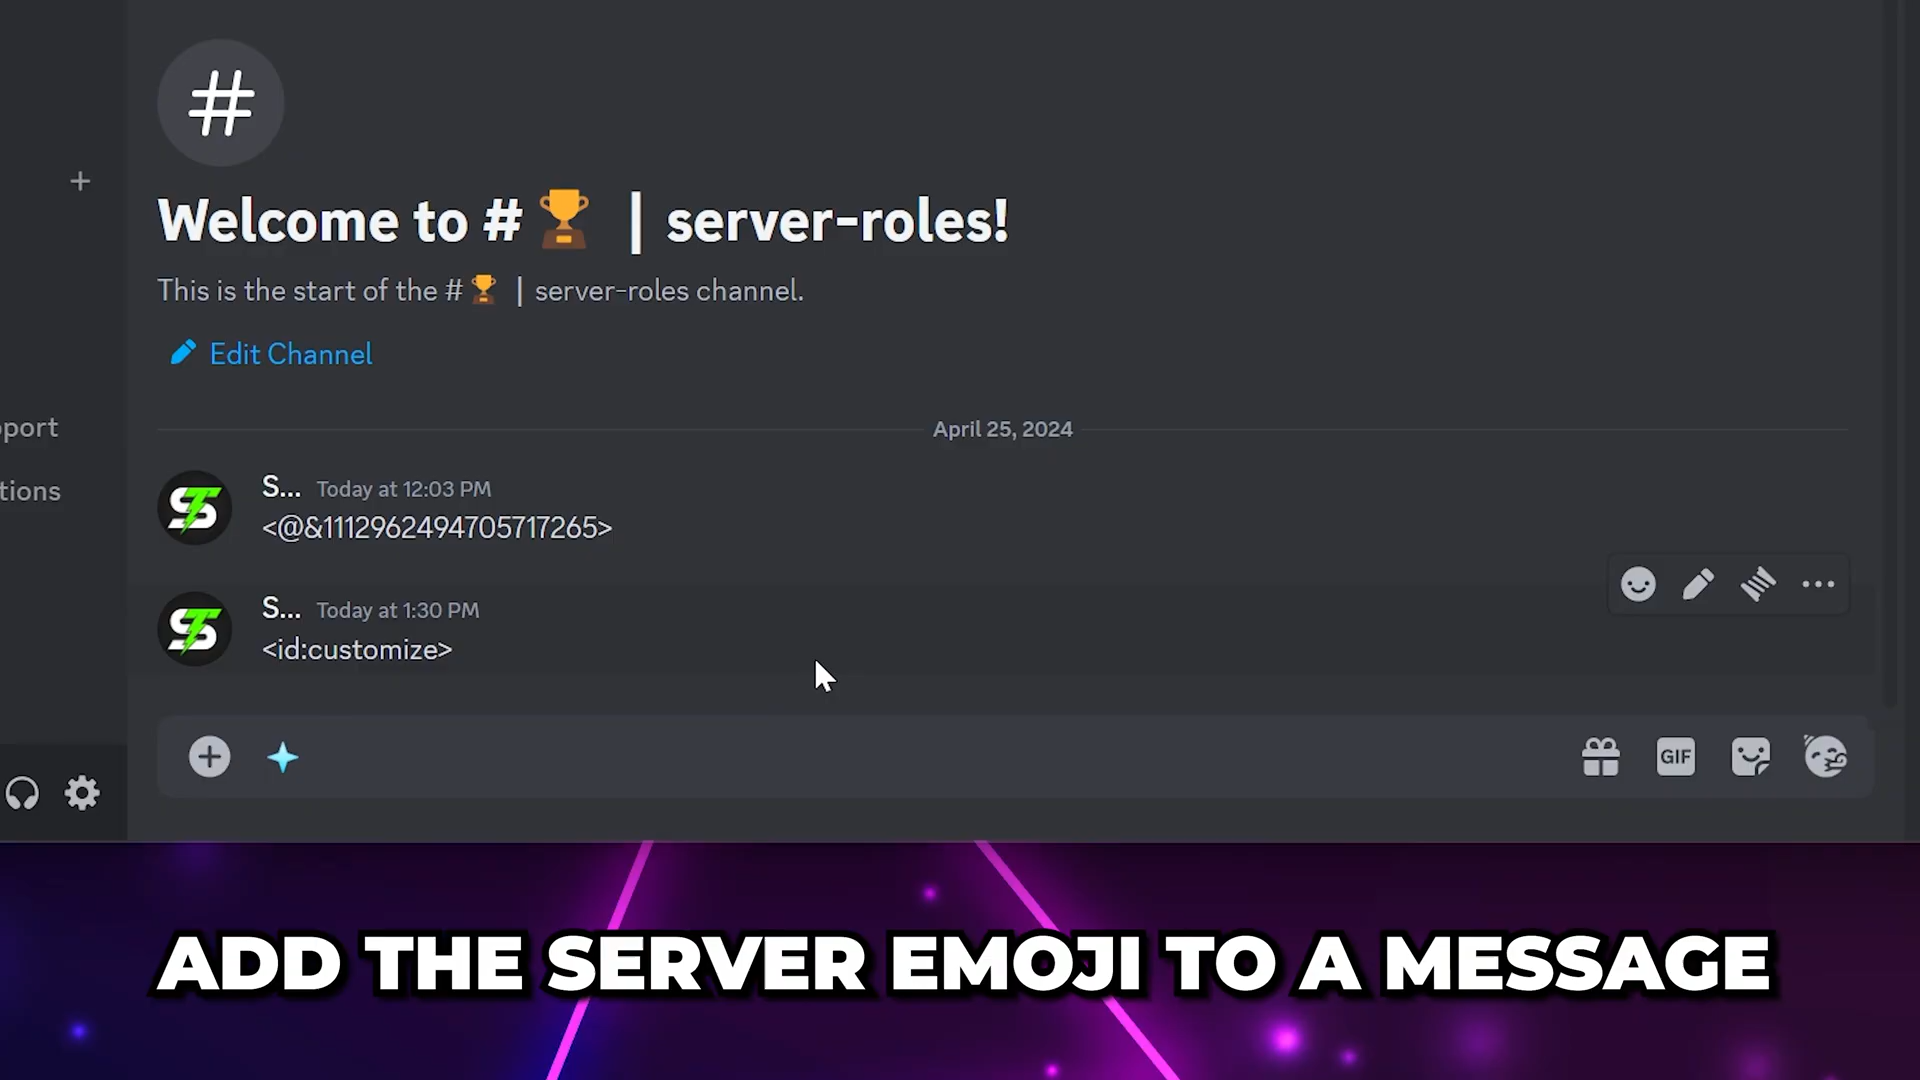 Welcome to #🏆 | server-roles!
This is the start of the #🏆 | server-roles channel.
Edit Channel
pport
tions
April 25, 2024
S... Today at 12:03 PM
<@&1112962494705717265>
S... Today at 1:30 PM
<id:customize>
GIF
ADD THE SERVER EMOJI TO A MESSAGE